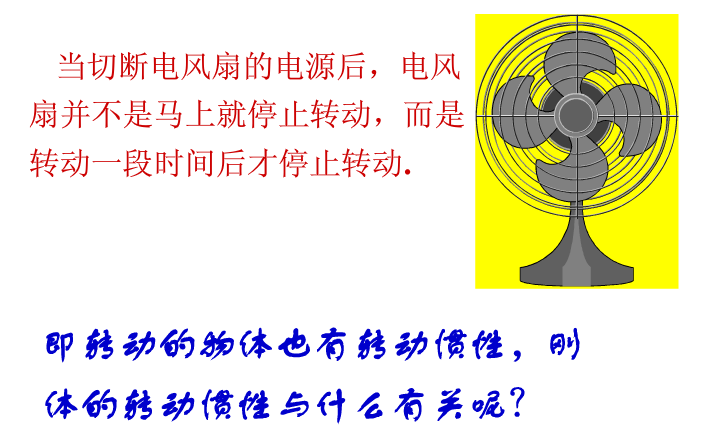 当切断电风扇的电源后，电风
扇并不是马上就停止转动，而是
转动一段时间后才停止转动.
即转动的物体也有转动惯性，刚
体的转动惯性与什么有关呢？